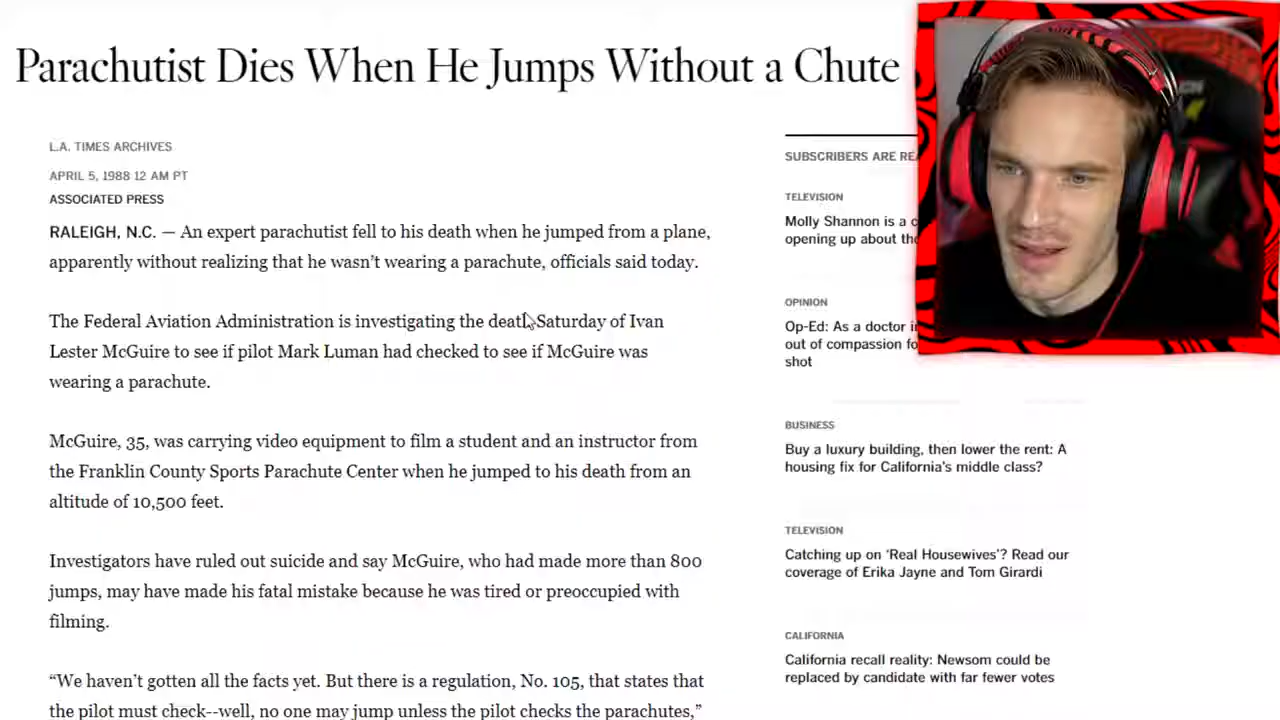 Parachutist Dies When He Jumps Without a Chute
L.A. TIMES ARCHIVES
APRIL 5, 1988 12 AM PT
ASSOCIATED PRESS
RALEIGH, N.C. — An expert parachutist fell to his death when he jumped from a plane,
apparently without realizing that he wasn't wearing a parachute, officials said today.
The Federal Aviation Administration is investigating the death Saturday of Ivan
Lester McGuire to see if pilot Mark Luman had checked to see if McGuire was
wearing a parachute.
McGuire, 35, was carrying video equipment to film a student and an instructor from
the Franklin County Sports Parachute Center when he jumped to his death from an
altitude of 10,500 feet.
Investigators have ruled out suicide and say McGuire, who had made more than 800
jumps, may have made his fatal mistake because he was tired or preoccupied with
filming.
“We haven't gotten all the facts yet. But there is a regulation, No. 105, that states that
the pilot must check--well, no one may jump unless the pilot checks the parachutes,”
SUBSCRIBERS ARE
TELEVISION
Molly Shannon is a
opening up about
OPINION
Op-Ed: As a doctor
out of compassion
shot
BUSINESS
Buy a luxury building, then lower the rent: A
housing fix for California's middle class?
TELEVISION
Catching up on ‘Real Housewives’? Read our
coverage of Erika Jayne and Tom Girardi
CALIFORNIA
California recall reality: Newsom could be
replaced by candidate with far fewer votes